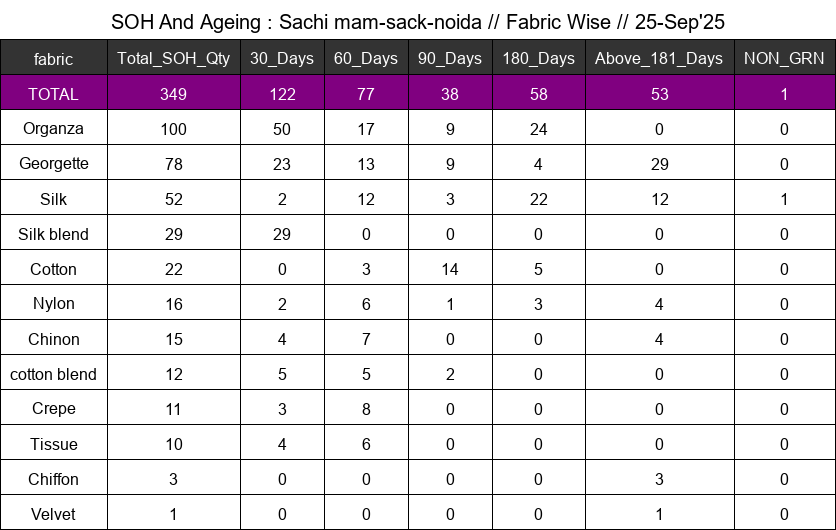 SOH And Ageing : Sachi mam-sack-noida // Fabric Wise // 25-Sep'25
fabric Total_SOH_Qty 30_Days 60_Days 90_Days 180_Days Above_181_Days NON_GRN
TOTAL 349 122 77 38 58 53 1
Organza 100 50 17 9 24 0 0
Georgette 78 23 13 9 4 29 0
Silk 52 2 12 3 22 12 1
Silk blend 29 29 0 0 0 0 0
Cotton 22 0 3 14 5 0 0
Nylon 16 2 6 1 3 4 0
Chinon 15 4 7 0 0 4 0
cotton blend 12 5 5 2 0 0 0
Crepe 11 3 8 0 0 0 0
Tissue 10 4 6 0 0 0 0
Chiffon 3 0 0 0 0 3 0
Velvet 1 0 0 0 0 1 0